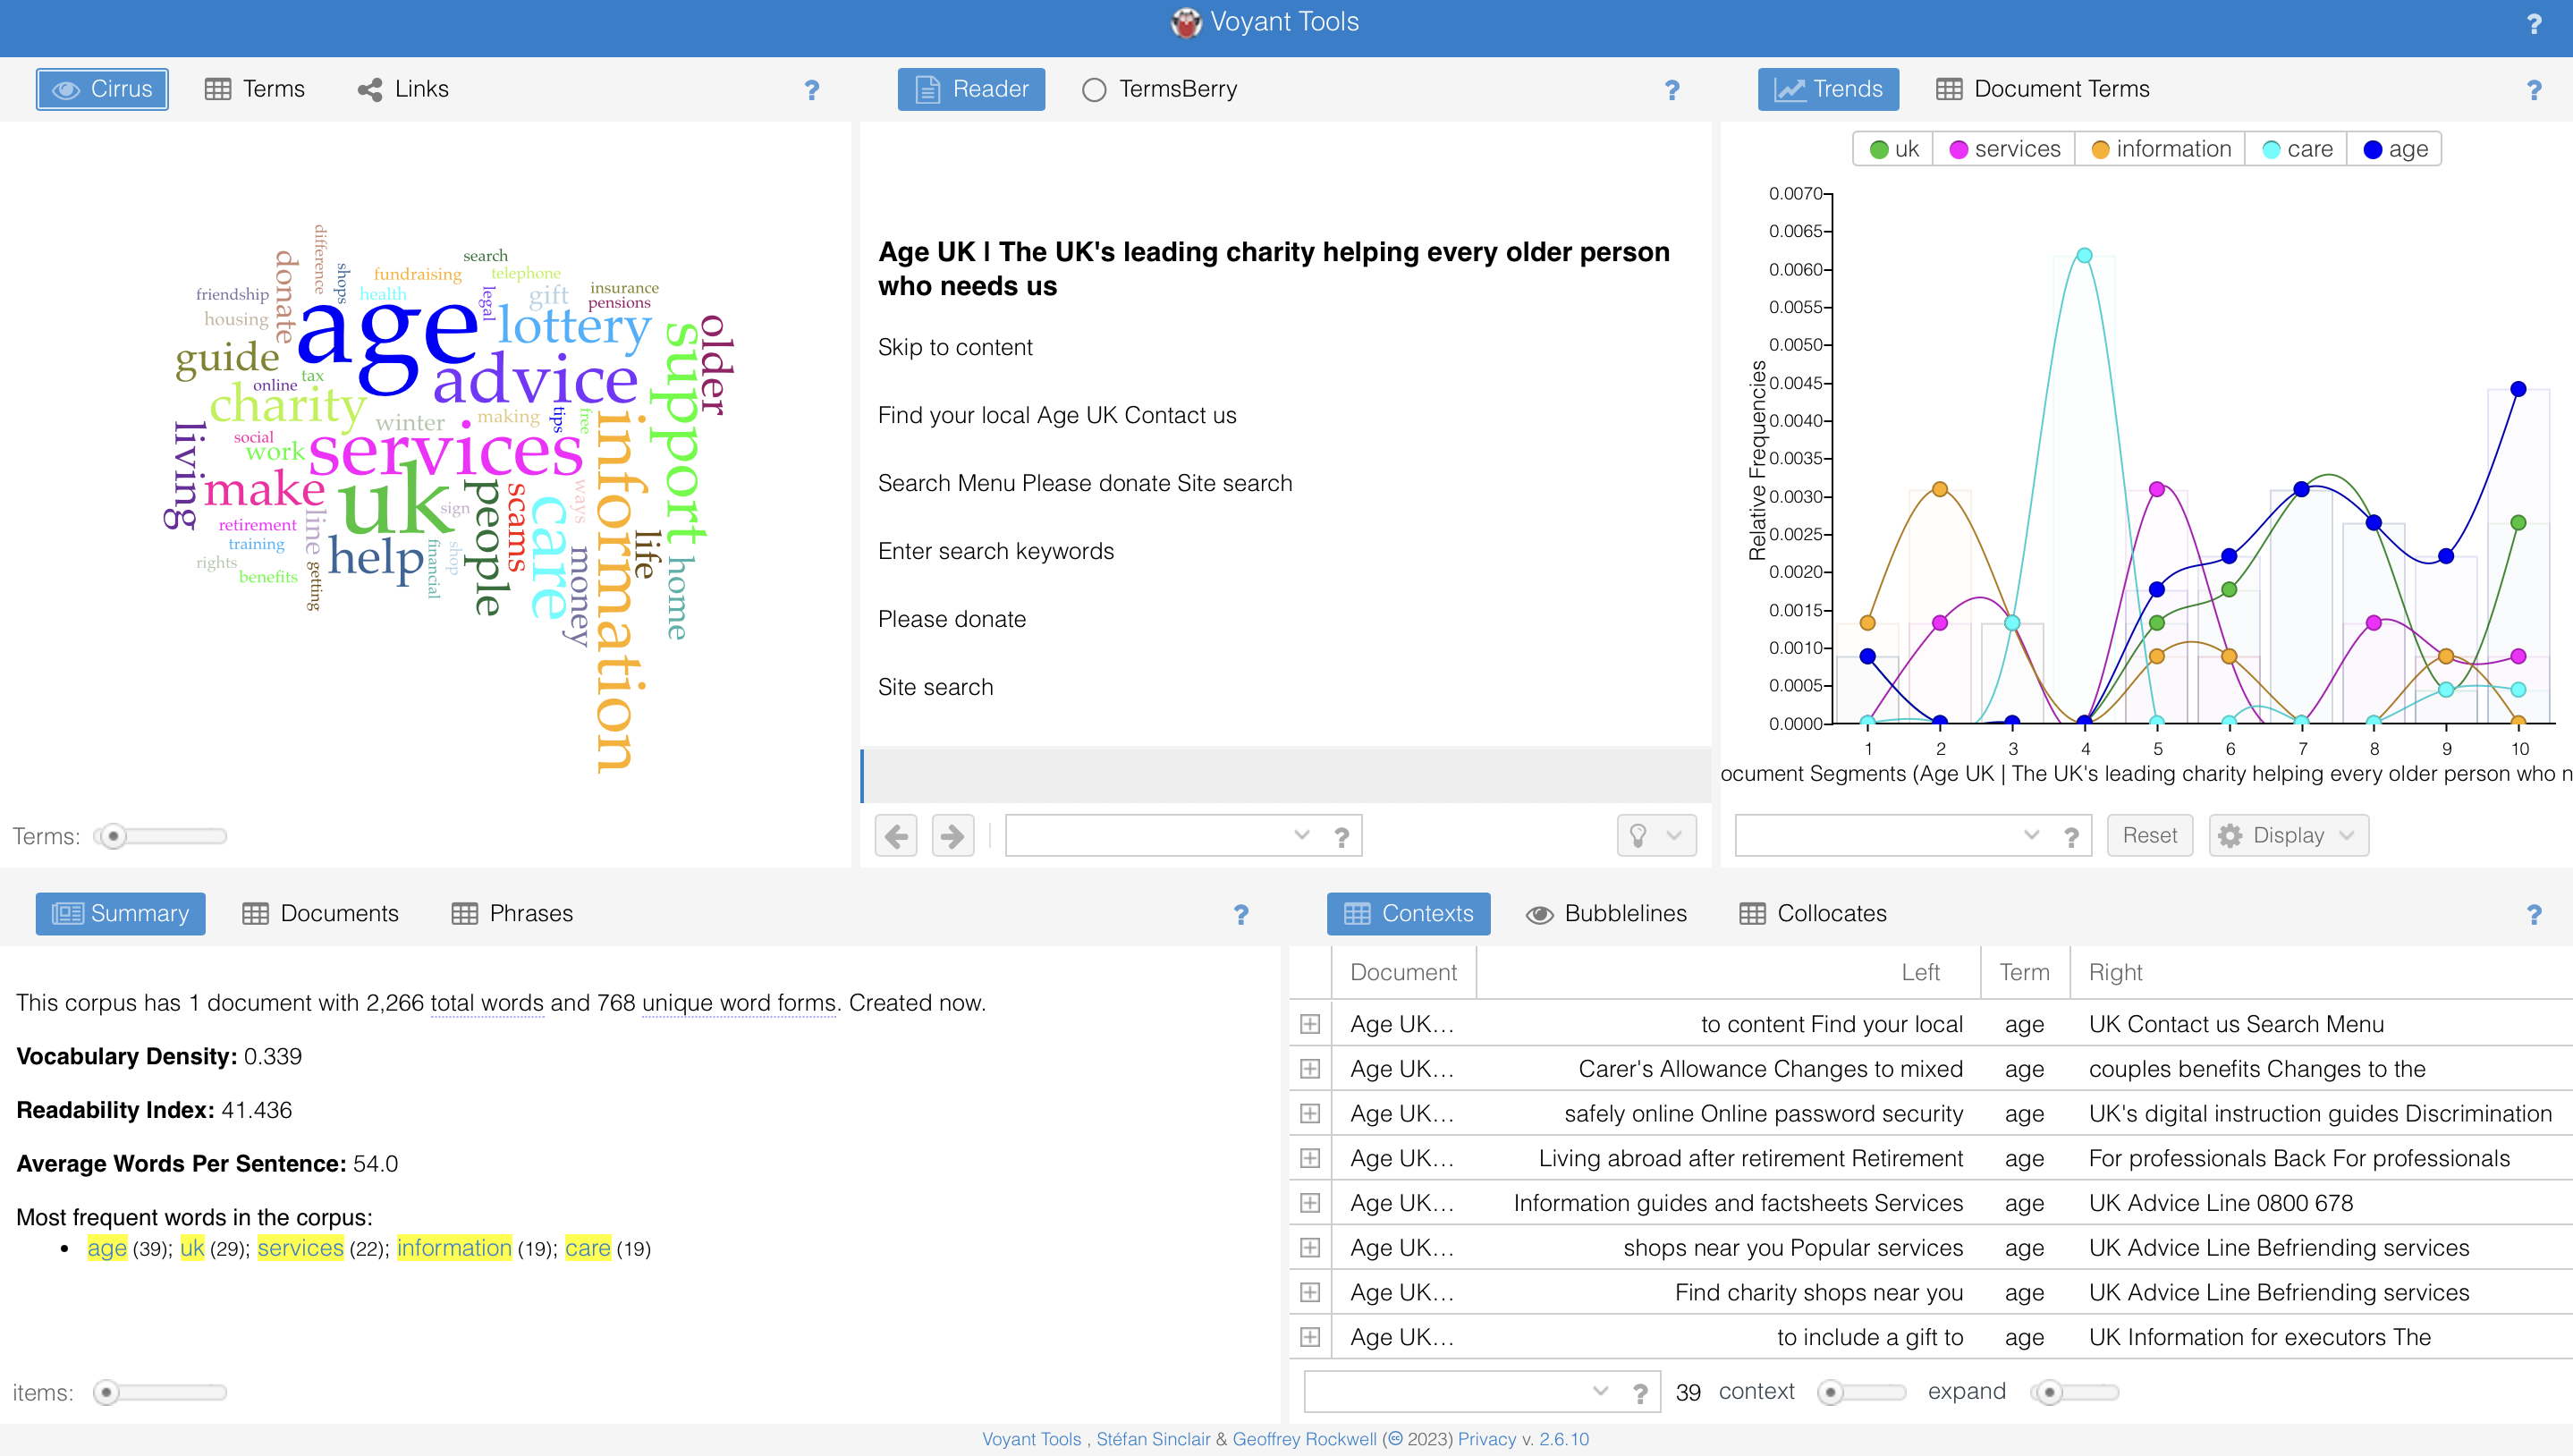 Voyant Tools
?
Cirrus Terms Links ?
Reader TermsBerry ?
Trends Document Terms ?
difference
donate
shops
search
fundraising
telephone
friendship
health
legal
gift
insurance
pensions
housing
age
lottery
older
support
guide
tax
online
advice
charity
winter
making
tips
free
information
living
social
work
services
make
uk
people
scams
care
ways
sign
retirement
line
training
help
financial
shop
money
life
home
rights
benefits
getting
Terms:
Age UK | The UK's leading charity helping every older person
who needs us
Skip to content
Find your local Age UK Contact us
Search Menu Please donate Site search
Enter search keywords
Please donate
Site search
?
uk services information care age
Relative Frequencies
0.0070
0.0065
0.0060
0.0055
0.0050
0.0045
0.0040
0.0035
0.0030
0.0025
0.0020
0.0015
0.0010
0.0005
0.0000
1 2 3 4 5 6 7 8 9 10
ocument Segments (Age UK | The UK's leading charity helping every older person who n
? Reset Display
Summary Documents Phrases ?
This corpus has 1 document with 2,266 total words and 768 unique word forms. Created now.
Vocabulary Density: 0.339
Readability Index: 41.436
Average Words Per Sentence: 54.0
Most frequent words in the corpus:
• age (39); uk (29); services (22); information (19); care (19)
items:
Contexts Bubblelines Collocates ?
Document Left Term Right
Age UK... to content Find your local age UK Contact us Search Menu
Age UK... Carer's Allowance Changes to mixed age couples benefits Changes to the
Age UK... safely online Online password security age UK's digital instruction guides Discrimination
Age UK... Living abroad after retirement Retirement age For professionals Back For professionals
Age UK... Information guides and factsheets Services age UK Advice Line 0800 678
Age UK... shops near you Popular services age UK Advice Line Befriending services
Age UK... Find charity shops near you age UK Advice Line Befriending services
Age UK... to include a gift to age UK Information for executors The
? 39 context expand
Voyant Tools , Stéfan Sinclair & Geoffrey Rockwell (cc 2023) Privacy v. 2.6.10